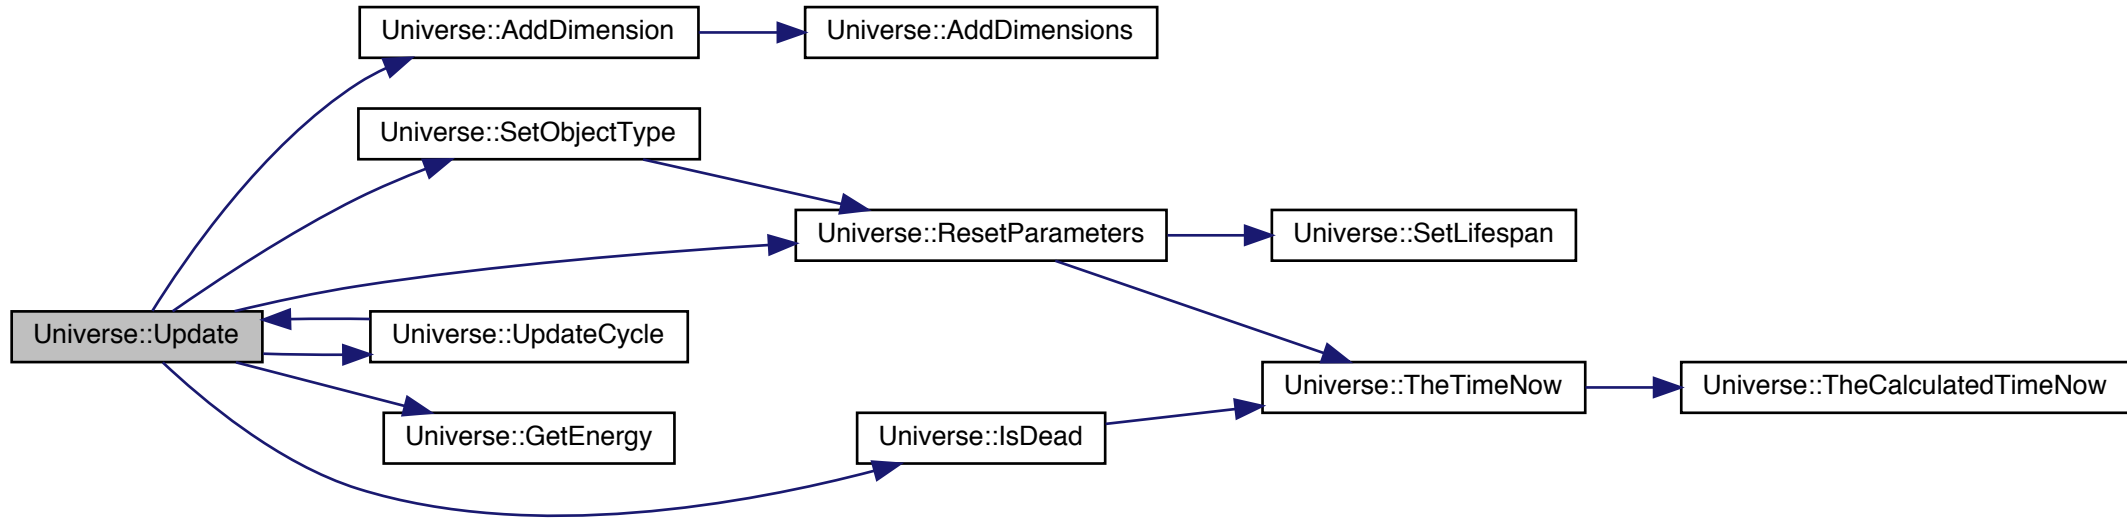 Universe::AddDimension
Universe::AddDimensions
Universe::SetObjectType
Universe::ResetParameters
Universe::SetLifespan
Universe::Update
Universe::UpdateCycle
Universe::TheTimeNow
Universe::TheCalculatedTimeNow
Universe::GetEnergy
Universe::IsDead